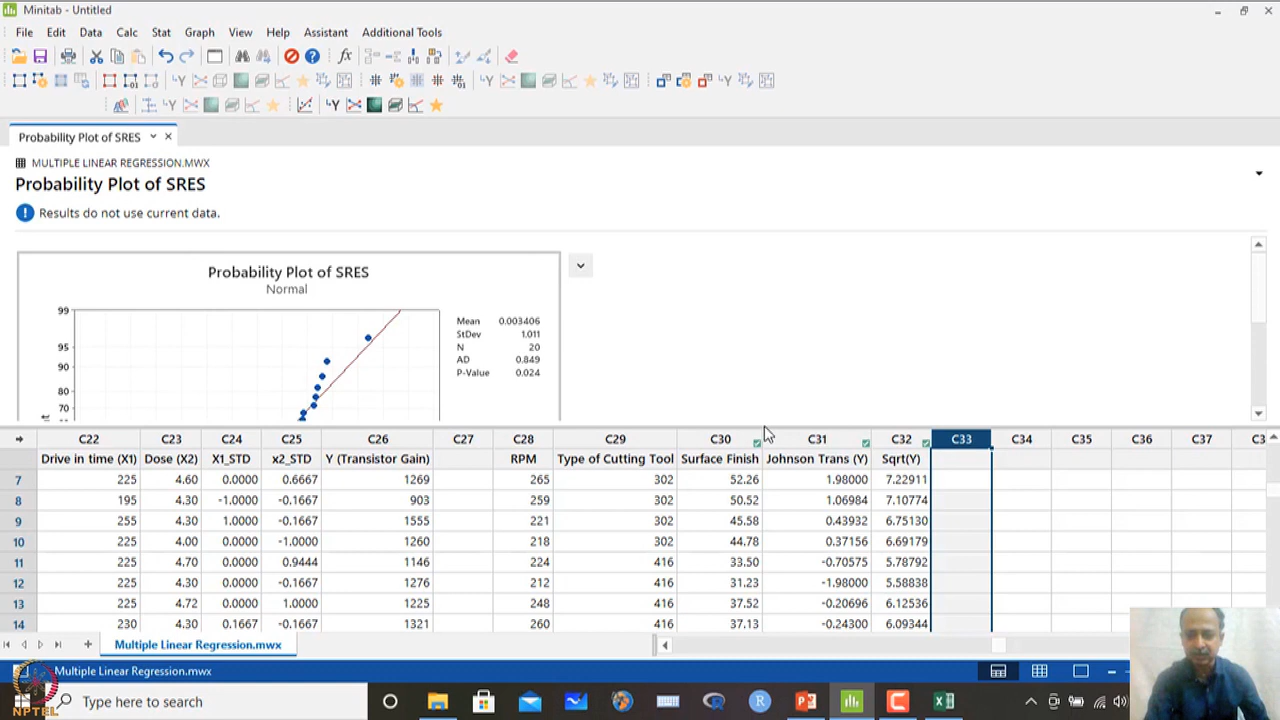 Minitab - Untitled
File Edit Data Calc Stat Graph View Help Assistant Additional Tools
Probability Plot of SRES
MULTIPLE LINEAR REGRESSION.MWX
Probability Plot of SRES
Results do not use current data.
Probability Plot of SRES
Normal
99
95
90
80
70
Mean 0.003406
StDev 1.011
N 20
AD 0.849
P-Value 0.024
C22 C23 C24 C25 C26 C27 C28 C29 C30 C31 C32 C33 C34 C35 C36 C37
Drive in time (X1) Dose (X2) X1_STD x2_STD Y (Transistor Gain) RPM Type of Cutting Tool Surface Finish Johnson Trans (Y) Sqrt(Y)
7 225 4.60 0.0000 0.6667 1269 265 302 52.26 1.98000 7.22911
8 195 4.30 -1.0000 -0.1667 903 259 302 50.52 1.06984 7.10774
9 255 4.30 1.0000 -0.1667 1555 221 302 45.58 0.43932 6.75130
10 225 4.00 0.0000 -1.0000 1260 218 302 44.78 0.37156 6.69179
11 225 4.70 0.0000 0.9444 1146 224 416 33.50 -0.70575 5.78792
12 225 4.30 0.0000 -0.1667 1276 212 416 31.23 -1.98000 5.58838
13 225 4.72 0.0000 1.0000 1225 248 416 37.52 -0.20696 6.12536
14 230 4.30 0.1667 -0.1667 1321 260 416 37.13 -0.24300 6.09344
Multiple Linear Regression.mwx
Multiple Linear Regression.mwx
Type here to search
NPTEL